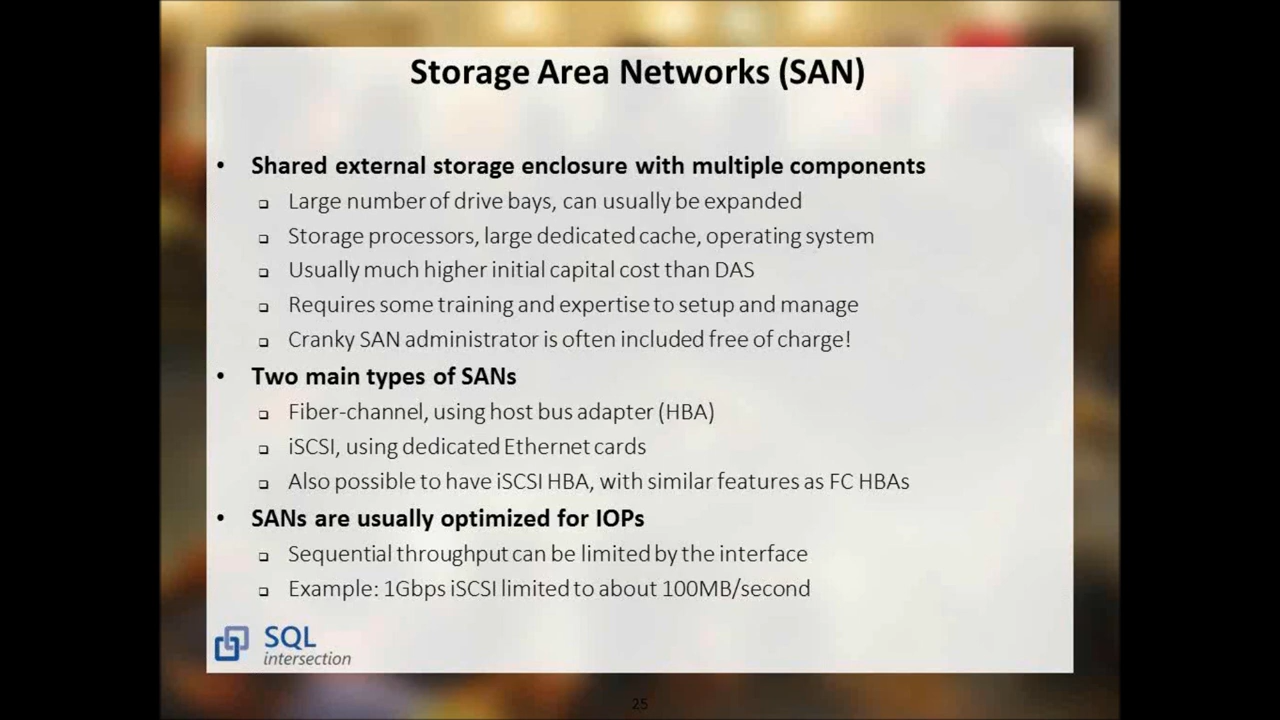 Storage Area Networks (SAN)
• Shared external storage enclosure with multiple components
Large number of drive bays, can usually be expanded
Storage processors, large dedicated cache, operating system
Usually much higher initial capital cost than DAS
Requires some training and expertise to setup and manage
Cranky SAN administrator is often included free of charge!
• Two main types of SANs
Fiber-channel, using host bus adapter (HBA)
iSCSI, using dedicated Ethernet cards
Also possible to have iSCSI HBA, with similar features as FC HBAs
• SANs are usually optimized for IOPs
Sequential throughput can be limited by the interface
Example: 1Gbps iSCSI limited to about 100MB/second
SQL
intersection
25